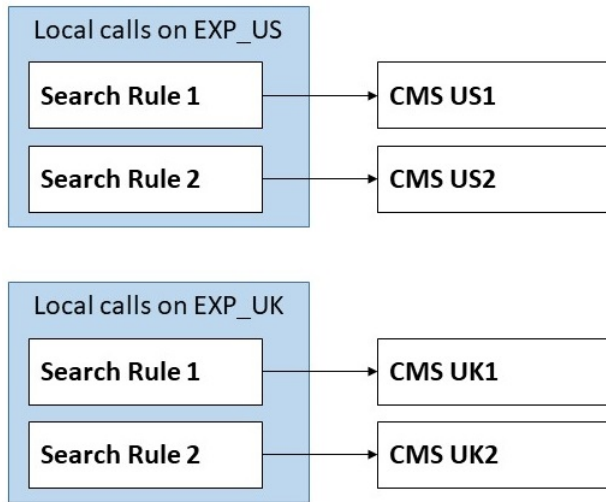 Local calls on EXP_US
Search Rule 1
CMS US1
Search Rule 2
CMS US2
Local calls on EXP_UK
Search Rule 1
CMS UK1
Search Rule 2
CMS UK2